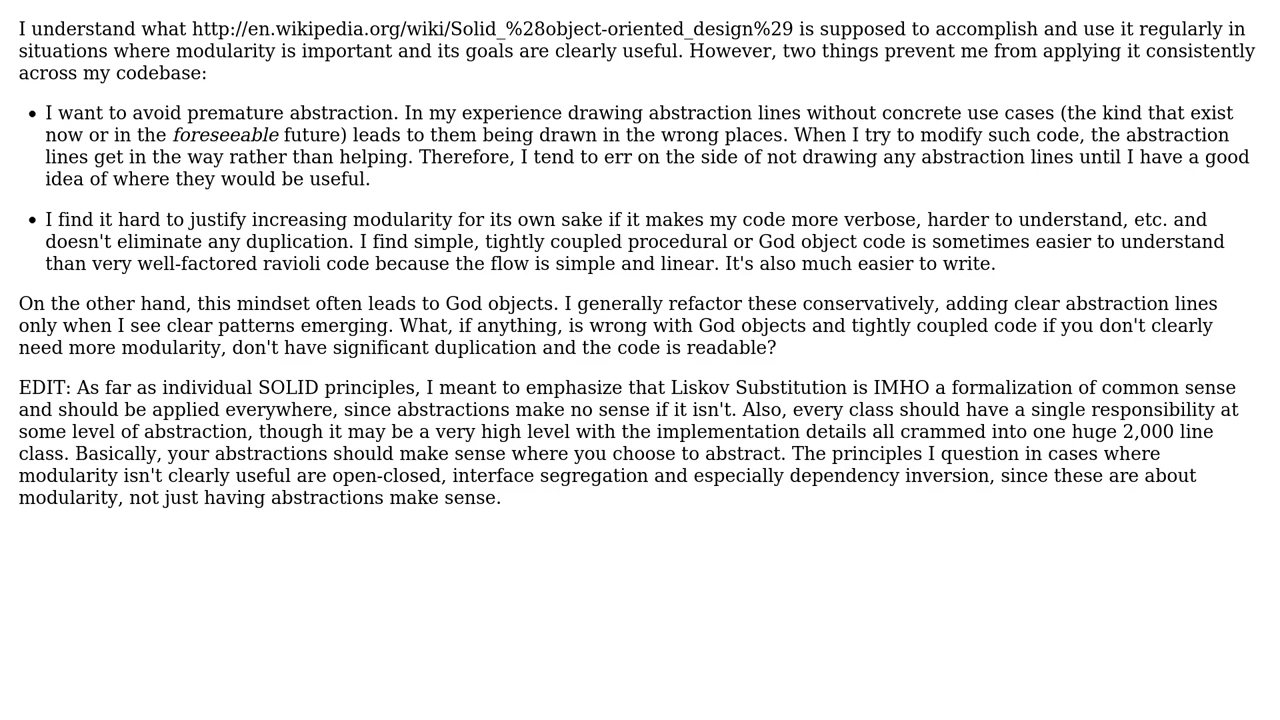 I understand what http://en.wikipedia.org/wiki/Solid_%28object-oriented_design%29 is supposed to accomplish and use it regularly in
situations where modularity is important and its goals are clearly useful. However, two things prevent me from applying it consistently
across my codebase:
• I want to avoid premature abstraction. In my experience drawing abstraction lines without concrete use cases (the kind that exist
now or in the foreseeable future) leads to them being drawn in the wrong places. When I try to modify such code, the abstraction
lines get in the way rather than helping. Therefore, I tend to err on the side of not drawing any abstraction lines until I have a good
idea of where they would be useful.
• I find it hard to justify increasing modularity for its own sake if it makes my code more verbose, harder to understand, etc. and
doesn't eliminate any duplication. I find simple, tightly coupled procedural or God object code is sometimes easier to understand
than very well-factored ravioli code because the flow is simple and linear. It's also much easier to write.
On the other hand, this mindset often leads to God objects. I generally refactor these conservatively, adding clear abstraction lines
only when I see clear patterns emerging. What, if anything, is wrong with God objects and tightly coupled code if you don't clearly
need more modularity, don't have significant duplication and the code is readable?
EDIT: As far as individual SOLID principles, I meant to emphasize that Liskov Substitution is IMHO a formalization of common sense
and should be applied everywhere, since abstractions make no sense if it isn't. Also, every class should have a single responsibility at
some level of abstraction, though it may be a very high level with the implementation details all crammed into one huge 2,000 line
class. Basically, your abstractions should make sense where you choose to abstract. The principles I question in cases where
modularity isn't clearly useful are open-closed, interface segregation and especially dependency inversion, since these are about
modularity, not just having abstractions make sense.